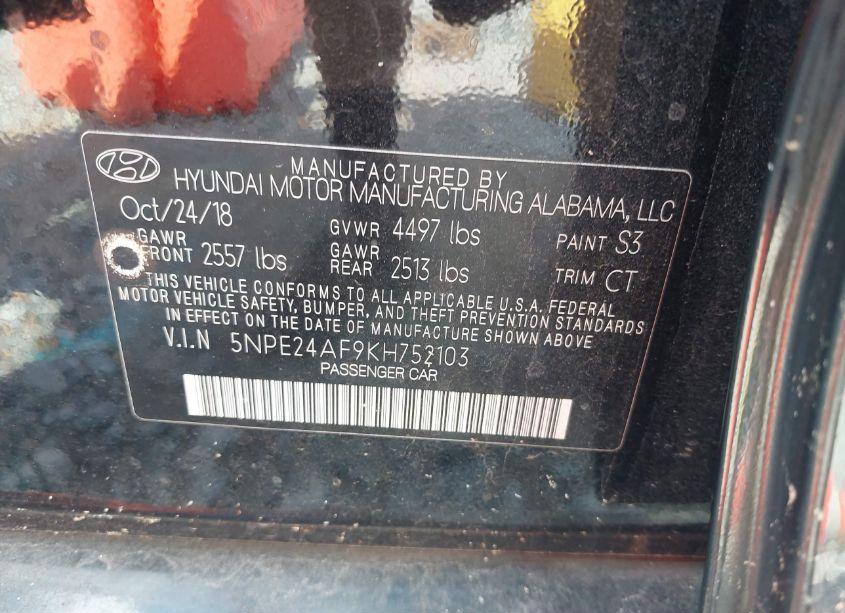 MANUFACTURED BY
HYUNDAI MOTOR MANUFACTURING ALABAMA, LLC
Oct/24/18 GVWR 4497 lbs PAINT S3
GAWR FRONT 2557 lbs GAWR REAR 2513 lbs TRIM CT
THIS VEHICLE CONFORMS TO ALL APPLICABLE U.S.A. FEDERAL
MOTOR VEHICLE SAFETY, BUMPER, AND THEFT PREVENTION STANDARDS
IN EFFECT ON THE DATE OF MANUFACTURE SHOWN ABOVE.
V.I.N 5NPE24AF9KH752103
PASSENGER CAR